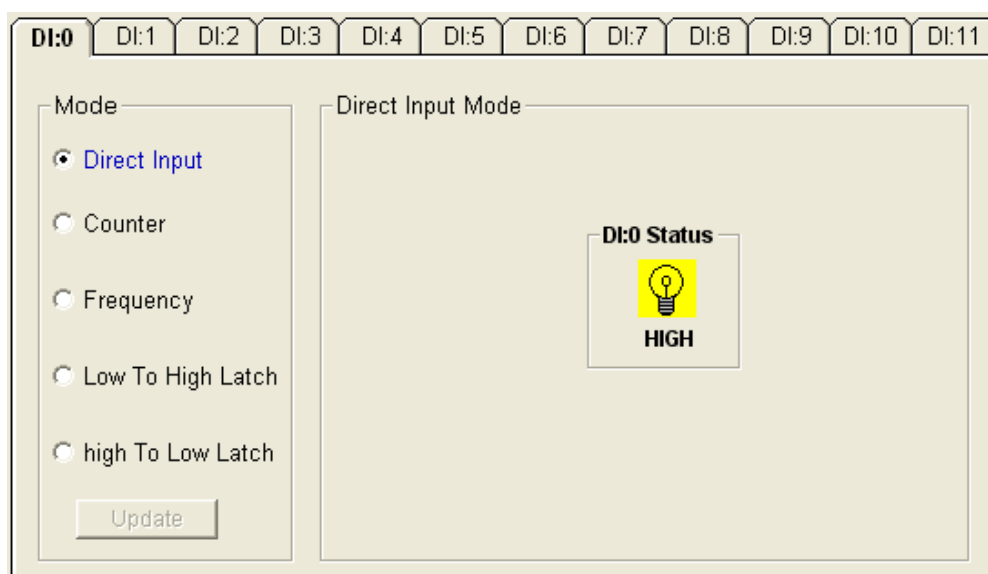 DI:0 DI:1 DI:2 DI:3 DI:4 DI:5 DI:6 DI:7 DI:8 DI:9 DI:10 DI:11
Mode
Direct Input
Counter
Frequency
Low To High Latch
high To Low Latch
Update
Direct Input Mode
DI:0 Status
HIGH